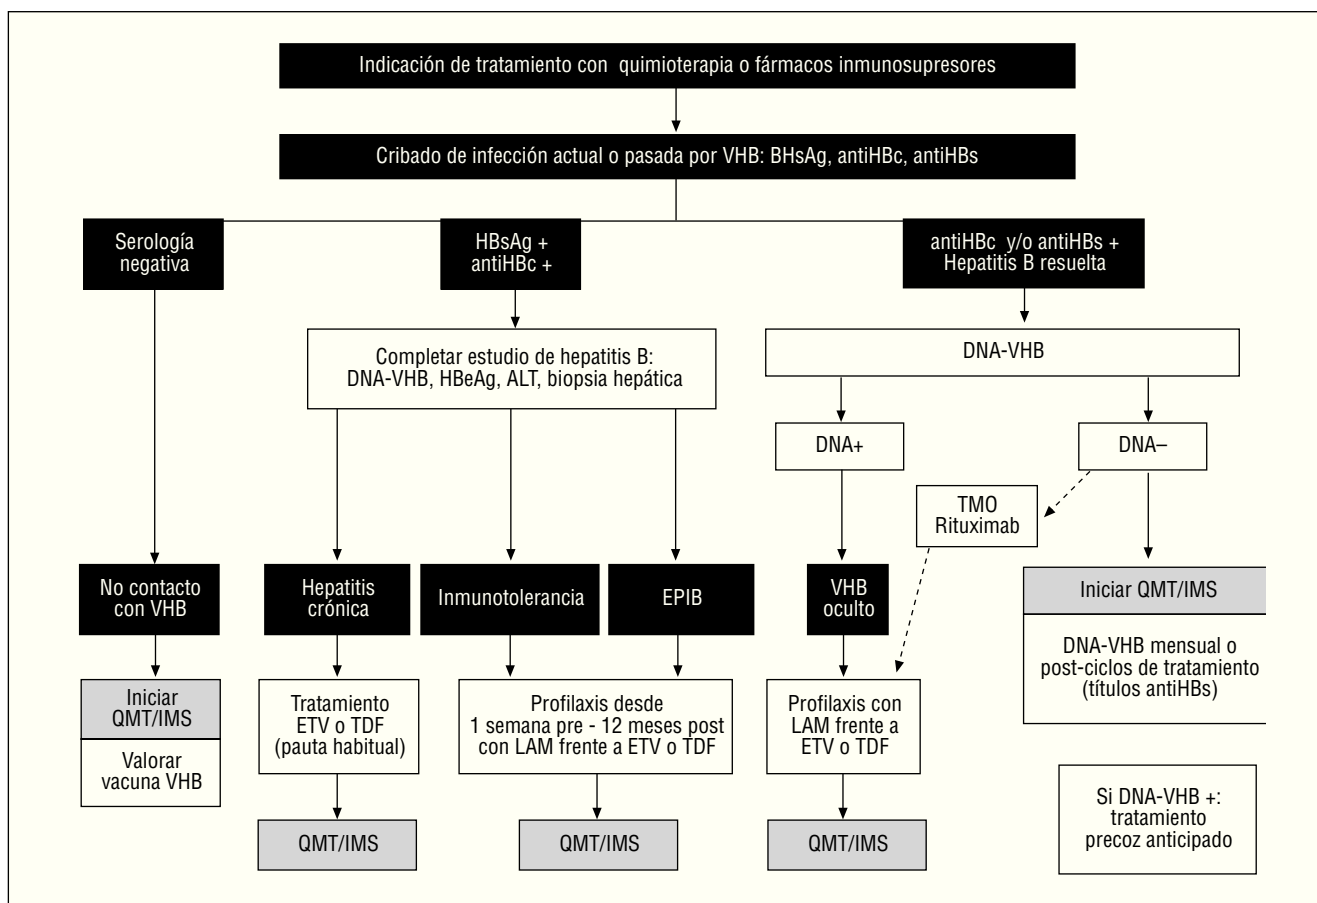 Indicación de tratamiento con quimioterapia o fármacos inmunosupresores
Cribado de infección actual o pasada por VHB: BHsAg, antiHBc, antiHBs
Serología
negativa
HBsAg +
antiHBc +
antiHBc y/o antiHBs +
Hepatitis B resuelta
Completar estudio de hepatitis B:
DNA-VHB, HBeAg, ALT, biopsia hepática
DNA-VHB
DNA+
DNA–
TMO
Rituximab
No contacto
con VHB
Hepatitis
crónica
Inmunotolerancia
EPIB
VHB
oculto
Iniciar QMT/IMS
DNA-VHB mensual o
post-ciclos de tratamiento
(títulos antiHBs)
Iniciar
QMT/IMS
Valorar
vacuna VHB
Tratamiento
ETV o TDF
(pauta habitual)
Profilaxis desde
1 semana pre - 12 meses post
con LAM frente a ETV o TDF
Profilaxis con
LAM frente a
ETV o TDF
QMT/IMS
QMT/IMS
QMT/IMS
Si DNA-VHB +:
tratamiento
precoz anticipado